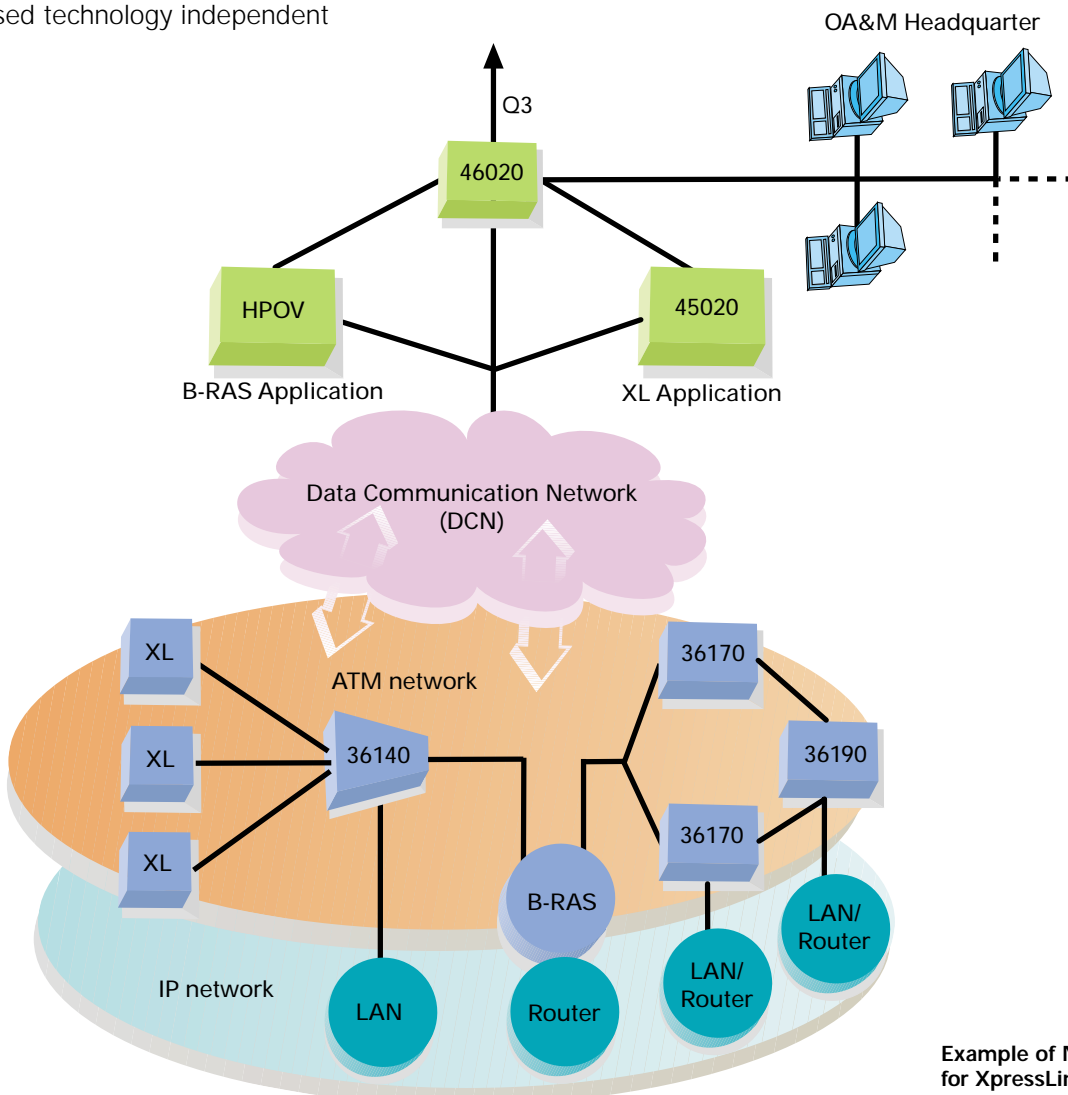 sed technology independent
OA&M Headquarter
Q3
46020
HPOV
45020
B-RAS Application
XL Application
Data Communication Network
(DCN)
XL
ATM network
36170
XL
36140
36190
XL
36170
B-RAS
LAN/
Router
IP network
LAN
Router
LAN/
Router
Example of
for